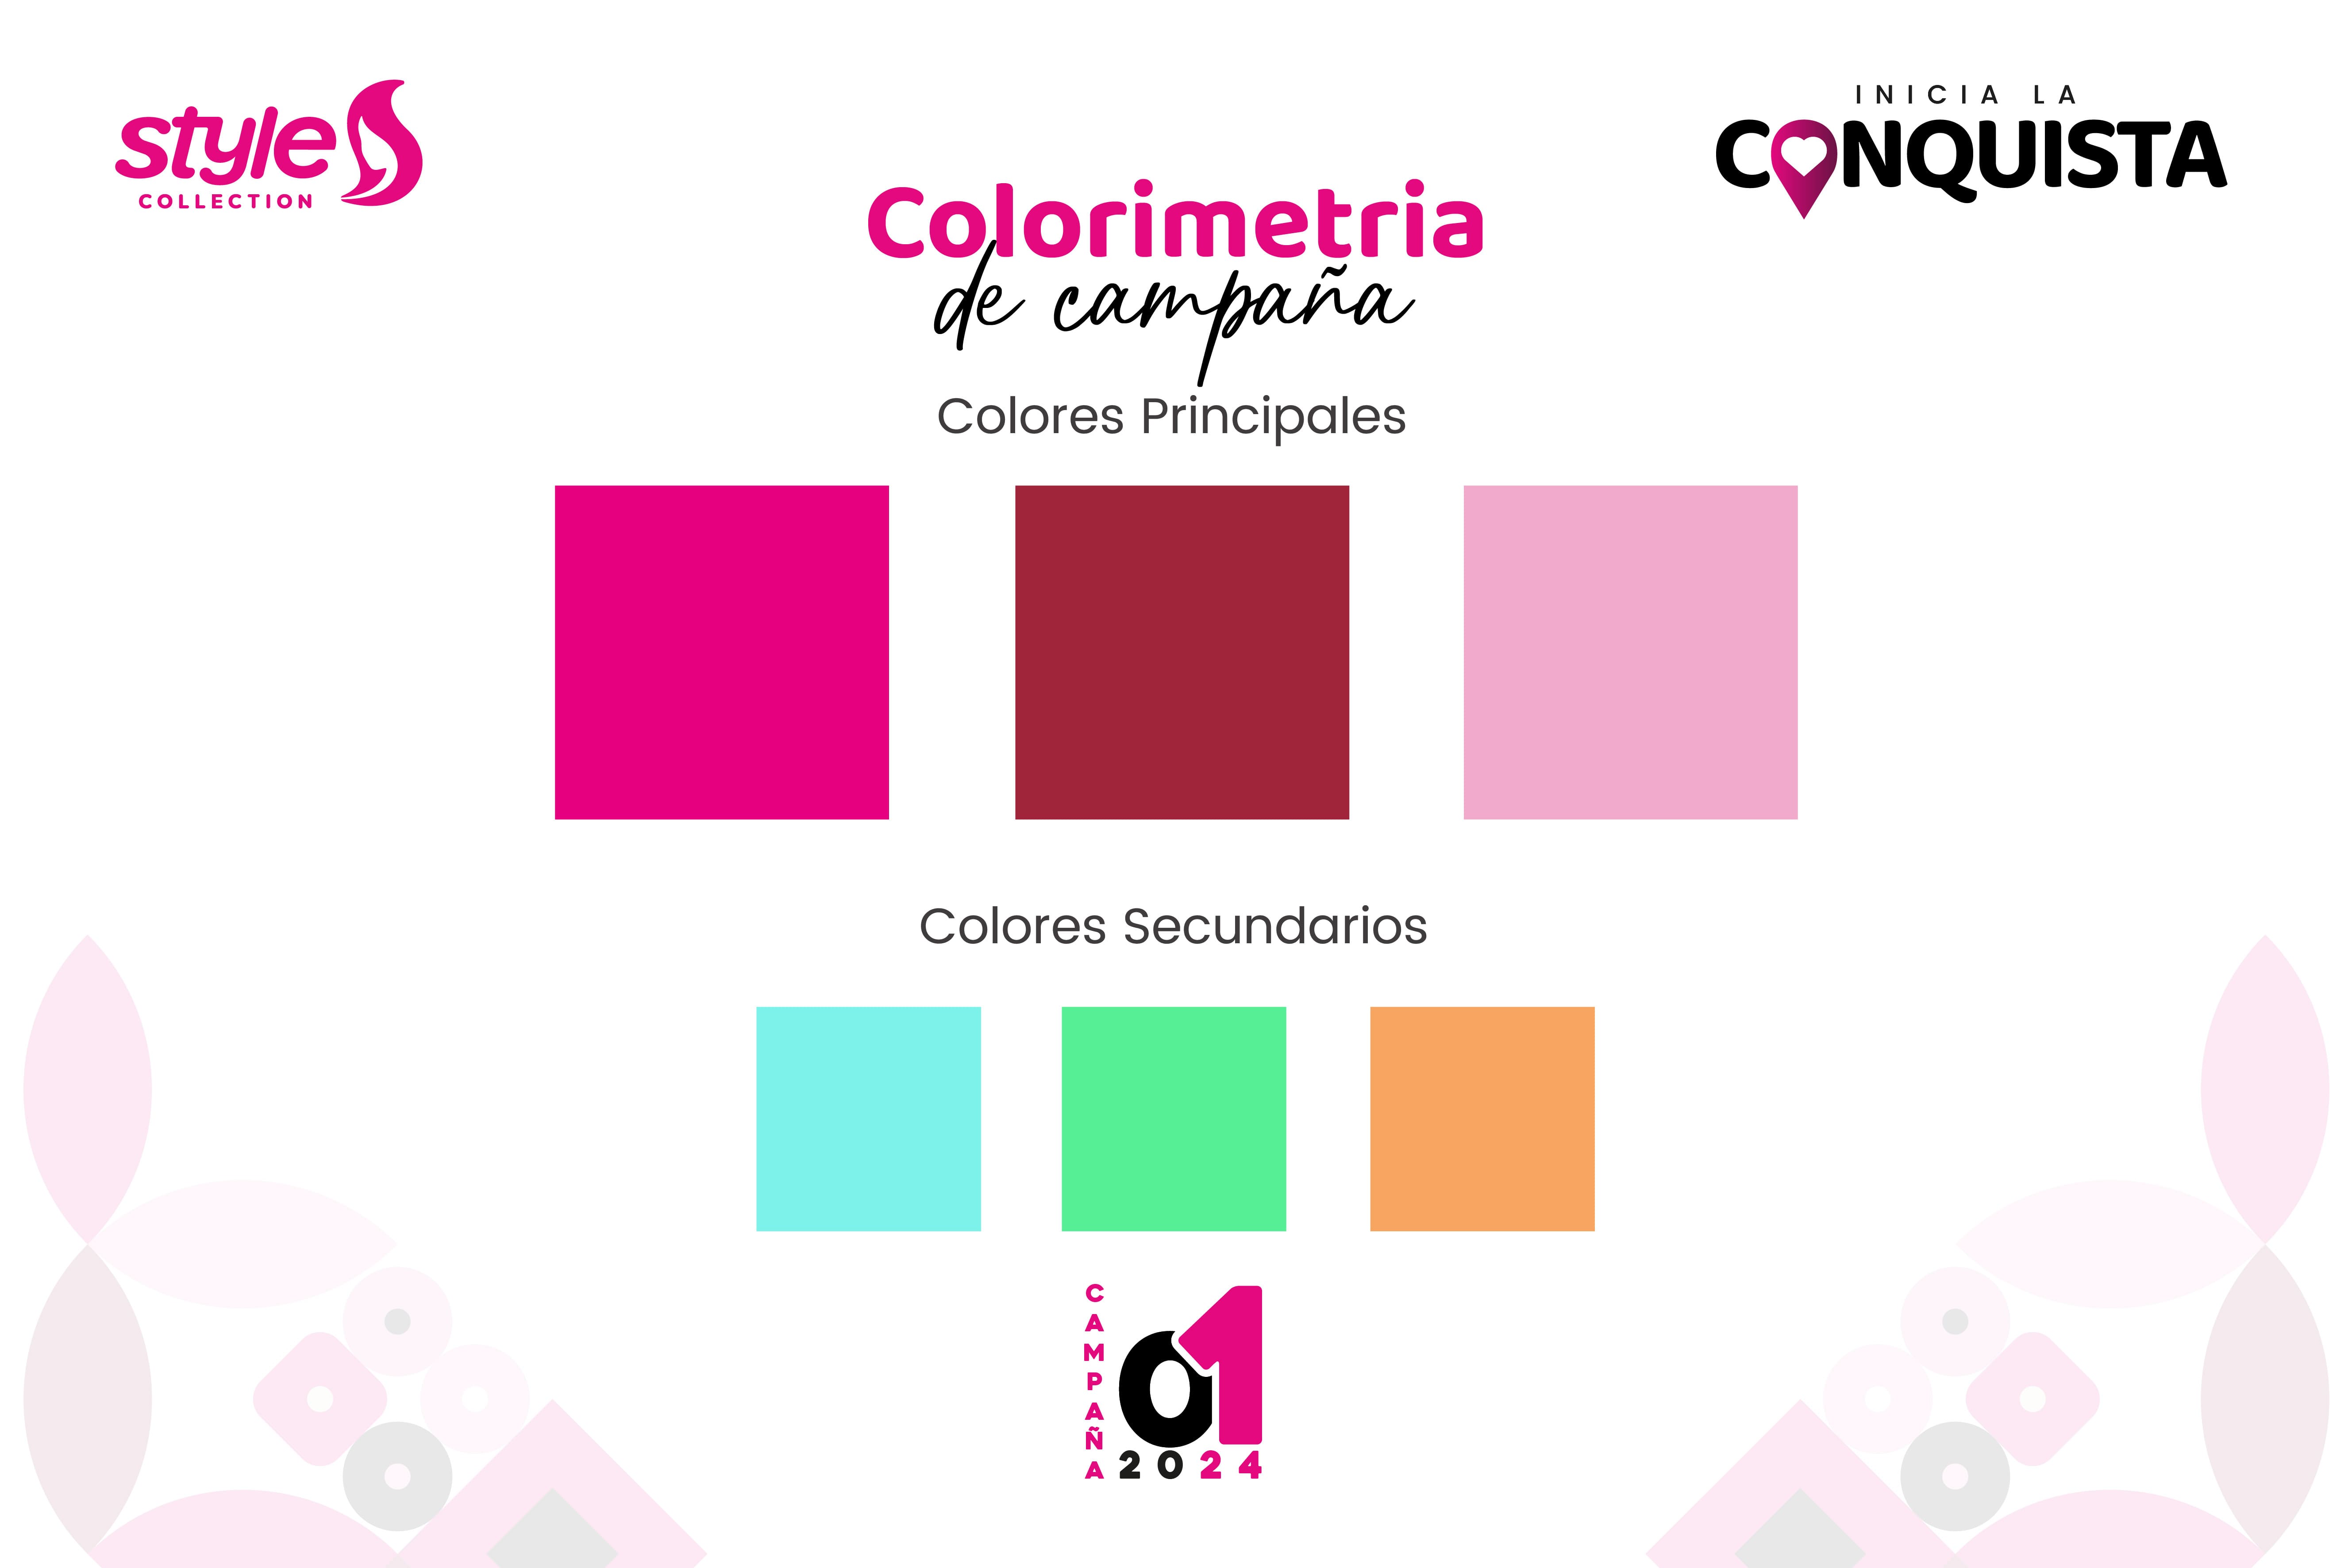 style
COLLECTION
INICIA LA
CONQUISTA
Colorimetria
de campaña
Colores Principales
Colores Secundarios
CAMPAÑA
01
2024